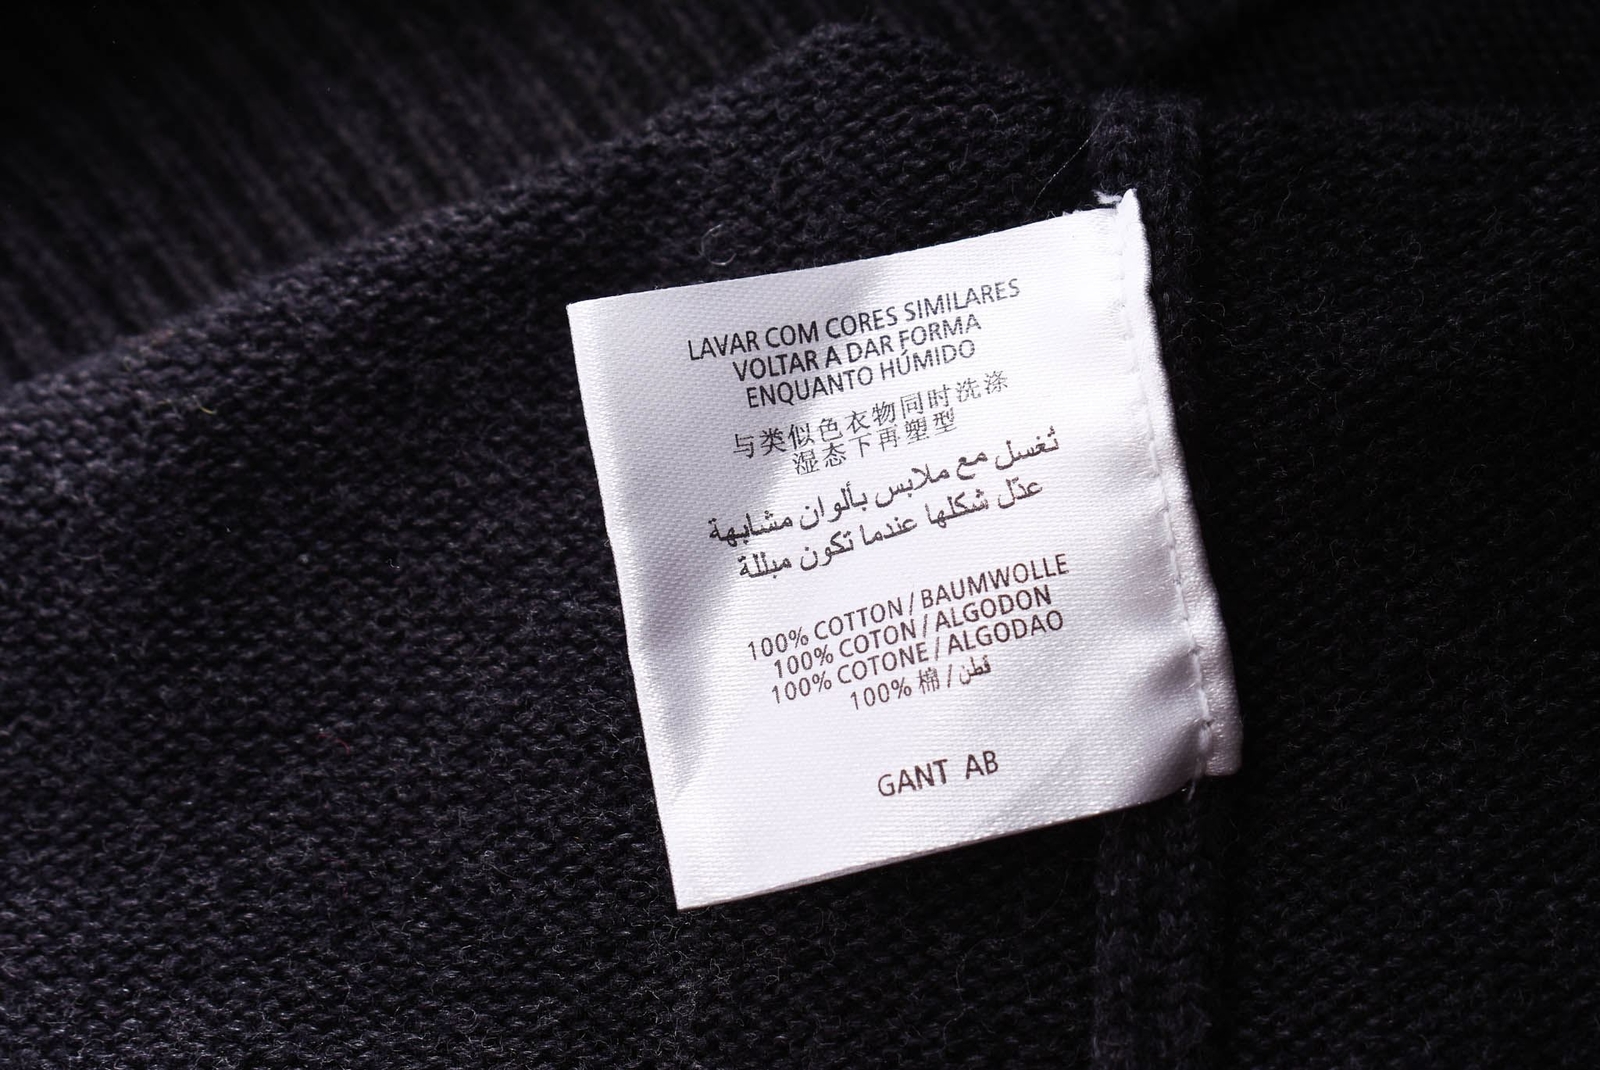 LAVAR COM CORES SIMILARES
VOLTAR A DAR FORMA
ENQUANTO HÚMIDO
与类似色衣物同时洗涤
湿态下再塑型
تُغسل مع ملابس بألوان مشابهة
عدّل شكلها عندما تكون مبللة
100% COTTON / BAUMWOLLE
100% COTON / ALGODON
100% COTONE / ALGODAO
100% 棉 / قطن
GANT AB